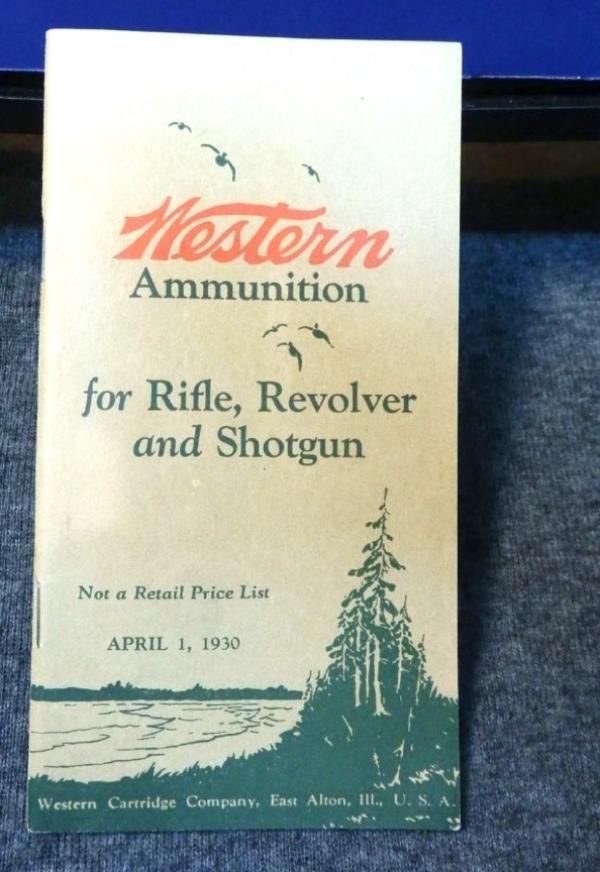 Western
Ammunition
for Rifle, Revolver
and Shotgun
Not a Retail Price List
APRIL 1, 1930
Western Cartridge Company, East Alton, Ill., U. S. A.